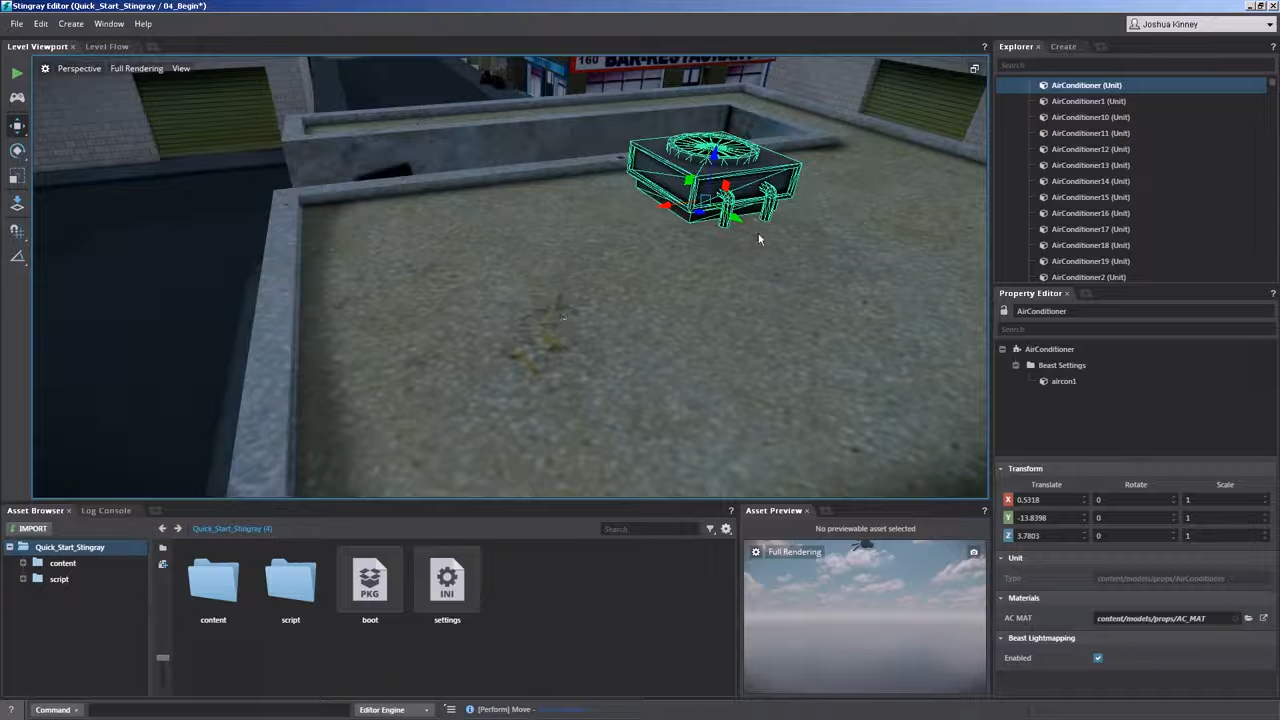 Stingray Editor (Quick_Start_Stingray / 04_Begin*)
File Edit Create Window Help
Joshua Kinney
Level Viewport Level Flow
Perspective Full Rendering View
160 BAR-RESTAURANT
Explorer Create
Search
AirConditioner (Unit)
AirConditioner1 (Unit)
AirConditioner10 (Unit)
AirConditioner11 (Unit)
AirConditioner12 (Unit)
AirConditioner13 (Unit)
AirConditioner14 (Unit)
AirConditioner15 (Unit)
AirConditioner16 (Unit)
AirConditioner17 (Unit)
AirConditioner18 (Unit)
AirConditioner19 (Unit)
AirConditioner2 (Unit)
Property Editor
AirConditioner
Search
AirConditioner
Beast Settings
aircon1
Transform
Translate Rotate Scale
X 0.5318 0 1
Y -13.8398 0 1
Z 3.7803 0 1
Unit
Type content/models/props/AirConditioner
Materials
AC MAT content/models/props/AC_MAT
Beast Lightmapping
Enabled
Asset Browser Log Console
IMPORT
Quick_Start_Stingray (4)
Search
Quick_Start_Stingray
content
script
PKG
INI
content script boot settings
Asset Preview
No previewable asset selected
Full Rendering
Command
Editor Engine
[Perform] Move -